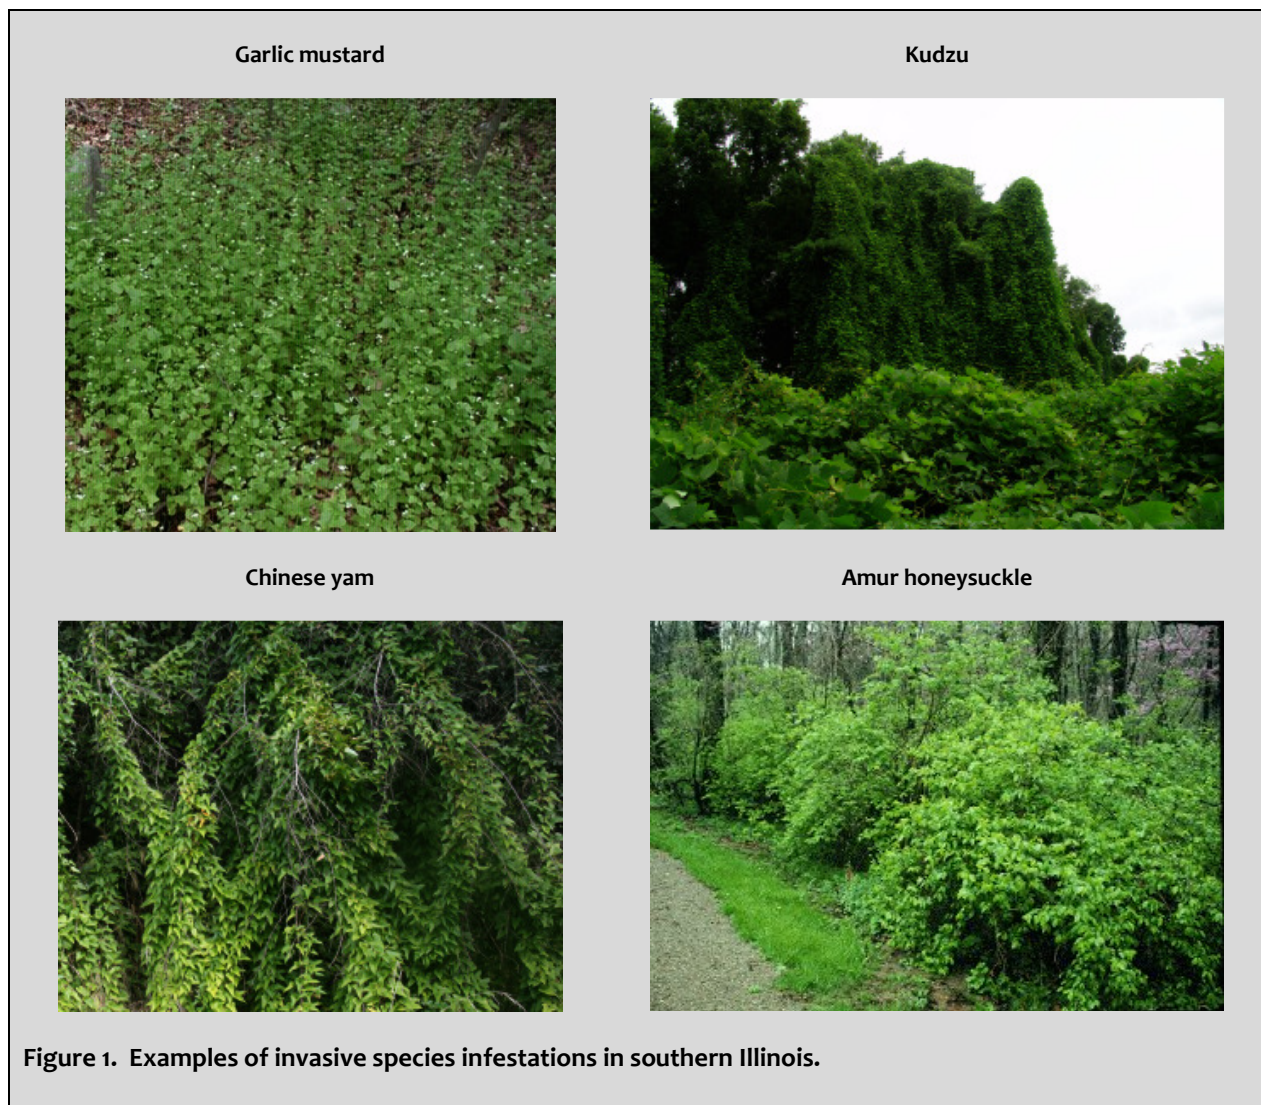 Garlic mustard
Kudzu
Chinese yam
Amur honeysuckle
Figure 1.  Examples of invasive species infestations in southern Illinois.